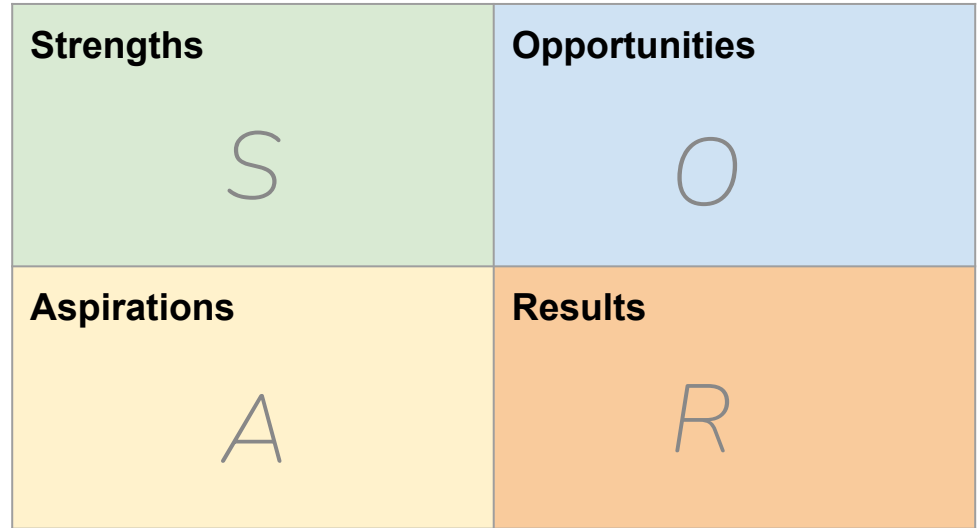 Strengths
S
Opportunities
O
Aspirations
A
Results
R